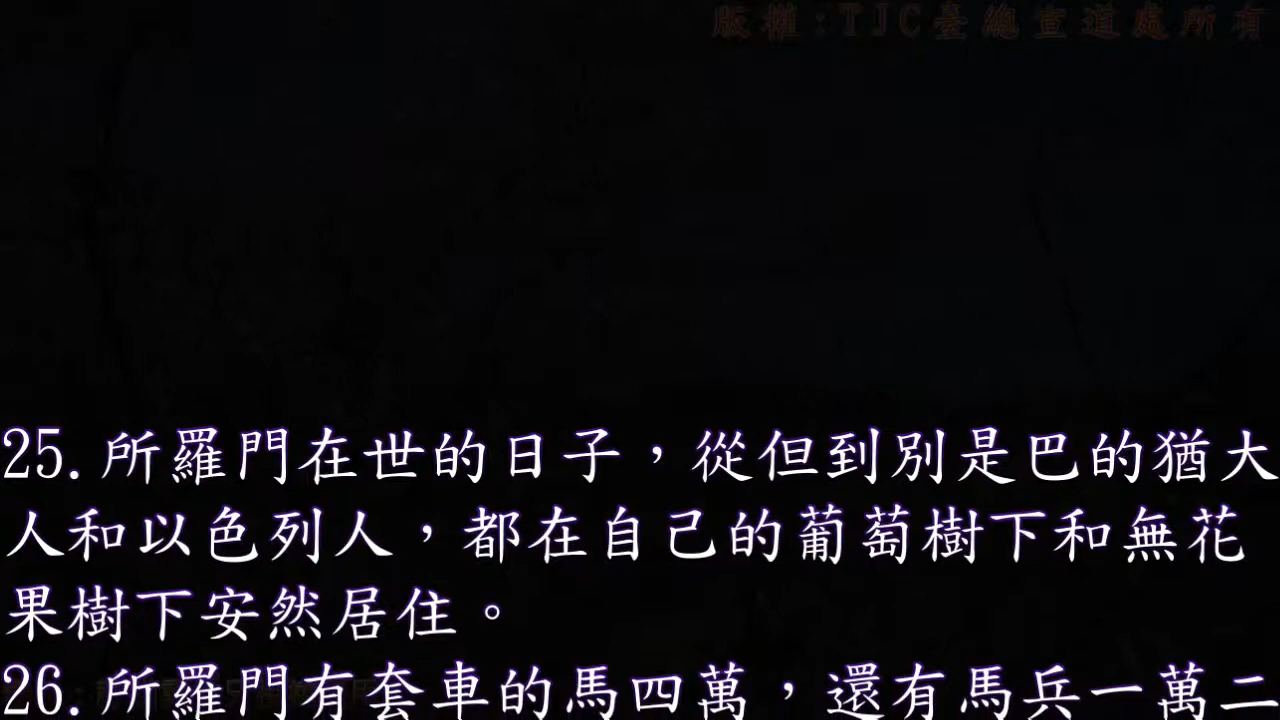 版權:TJC臺總宣道處所有
25.所羅門在世的日子，從但到別是巴的猶大
人和以色列人，都在自己的葡萄樹下和無花
果樹下安然居住。
26.所羅門有套車的馬四萬，還有馬兵一萬二